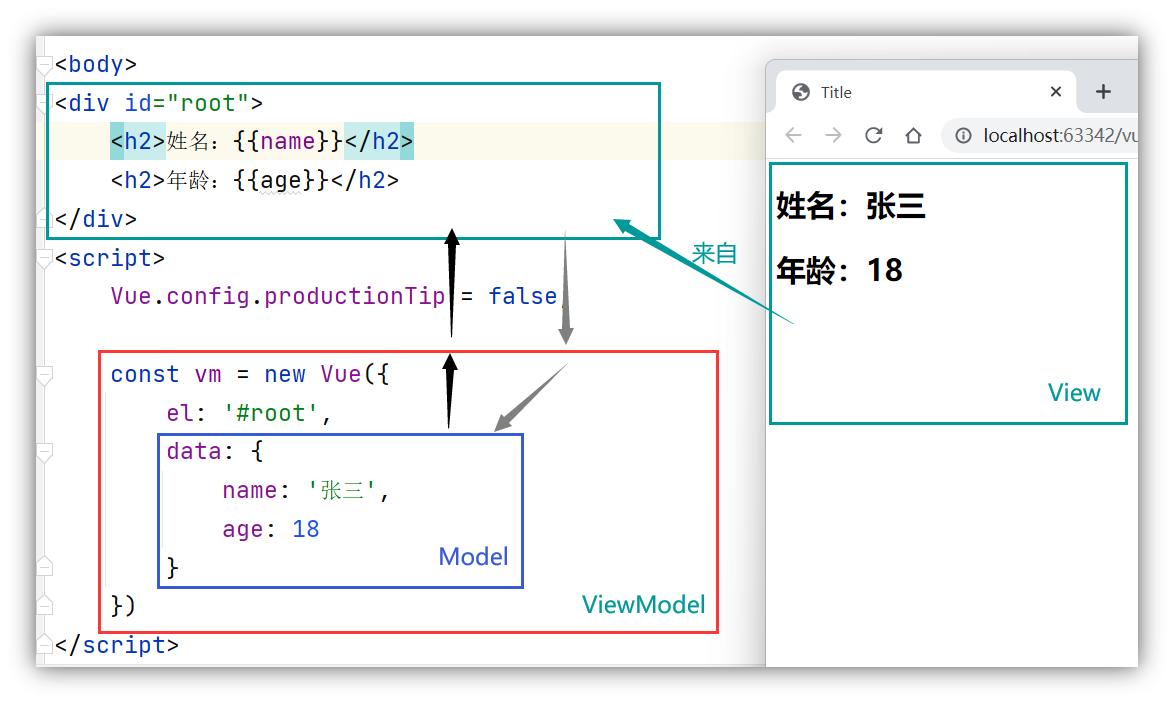 <body>
<div id="root">
<h2>姓名：{{name}}</h2>
<h2>年龄：{{age}}</h2>
</div>
<script>
Vue.config.productionTip = false;
const vm = new Vue({
el: '#root',
data: {
name: '张三',
age: 18
}
Model
})
ViewModel
</script>
来自
Title
localhost:63342/vu
姓名：张三
年龄：18
View